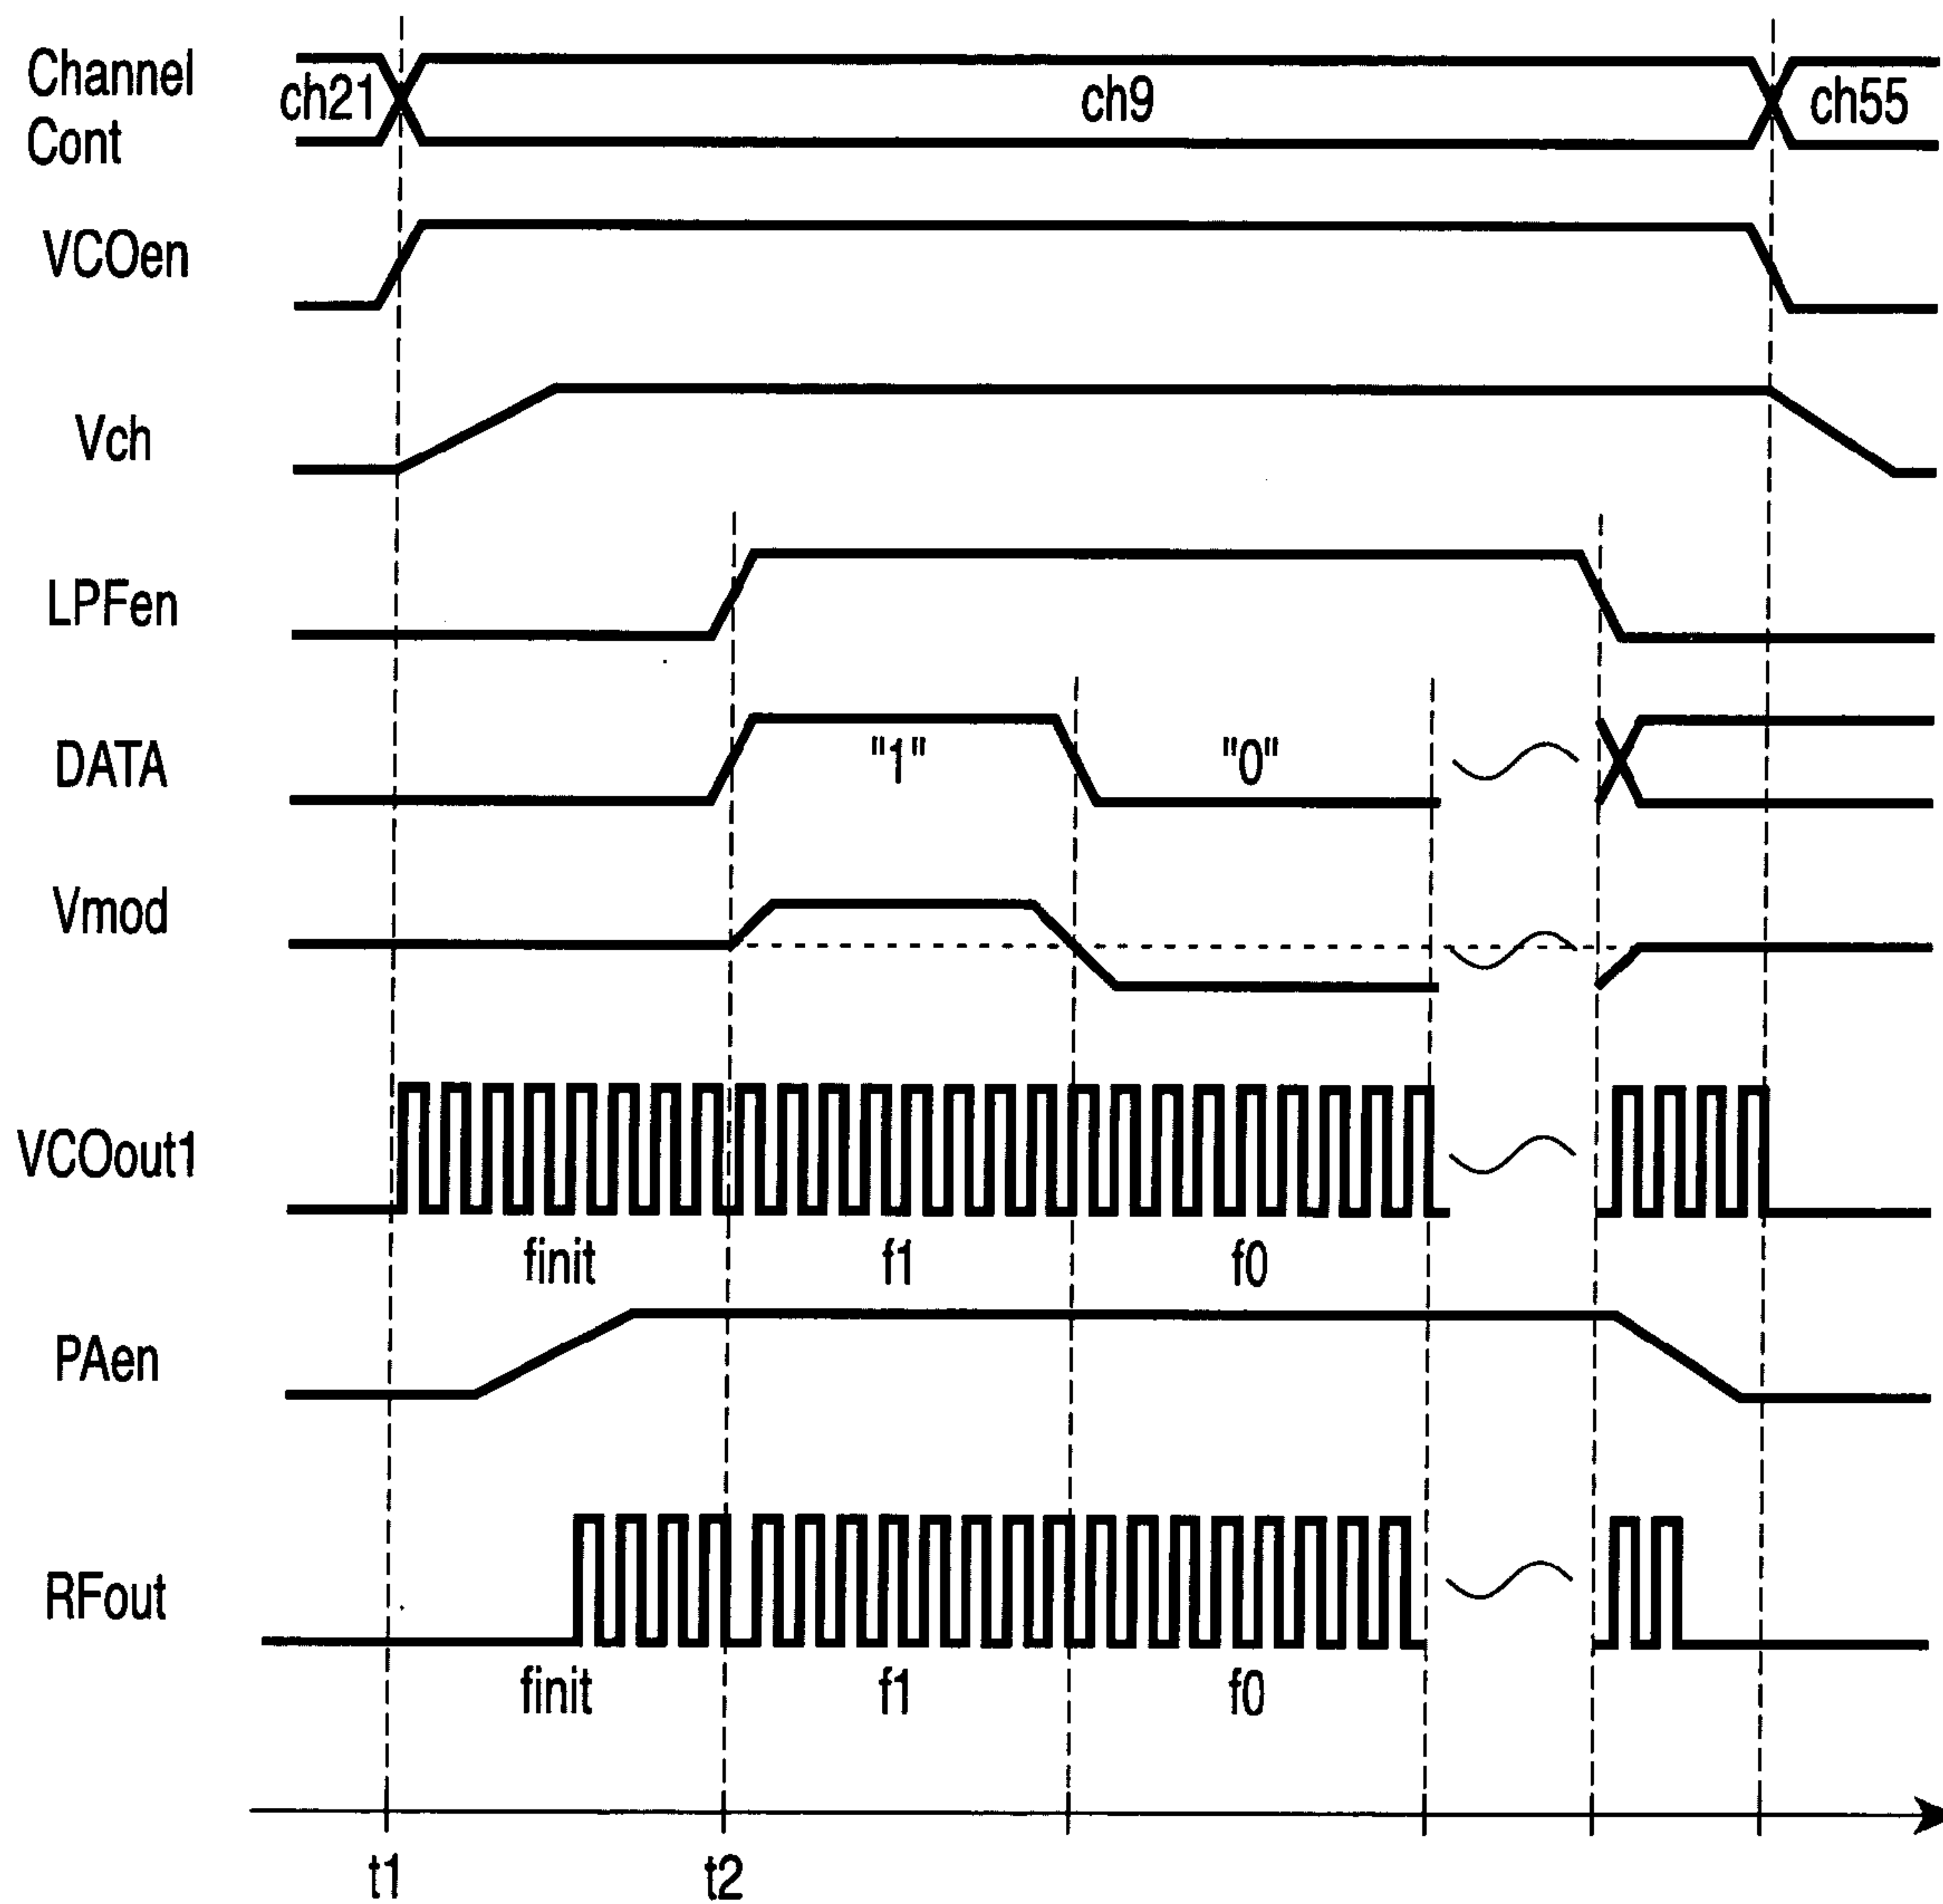 Channel
Cont
ch21
ch9
ch55
VCOen
Vch
LPFen
DATA
"1"
"0"
Vmod
VCOout1
finit
f1
f0
PAen
RFout
finit
f1
f0
t1
t2